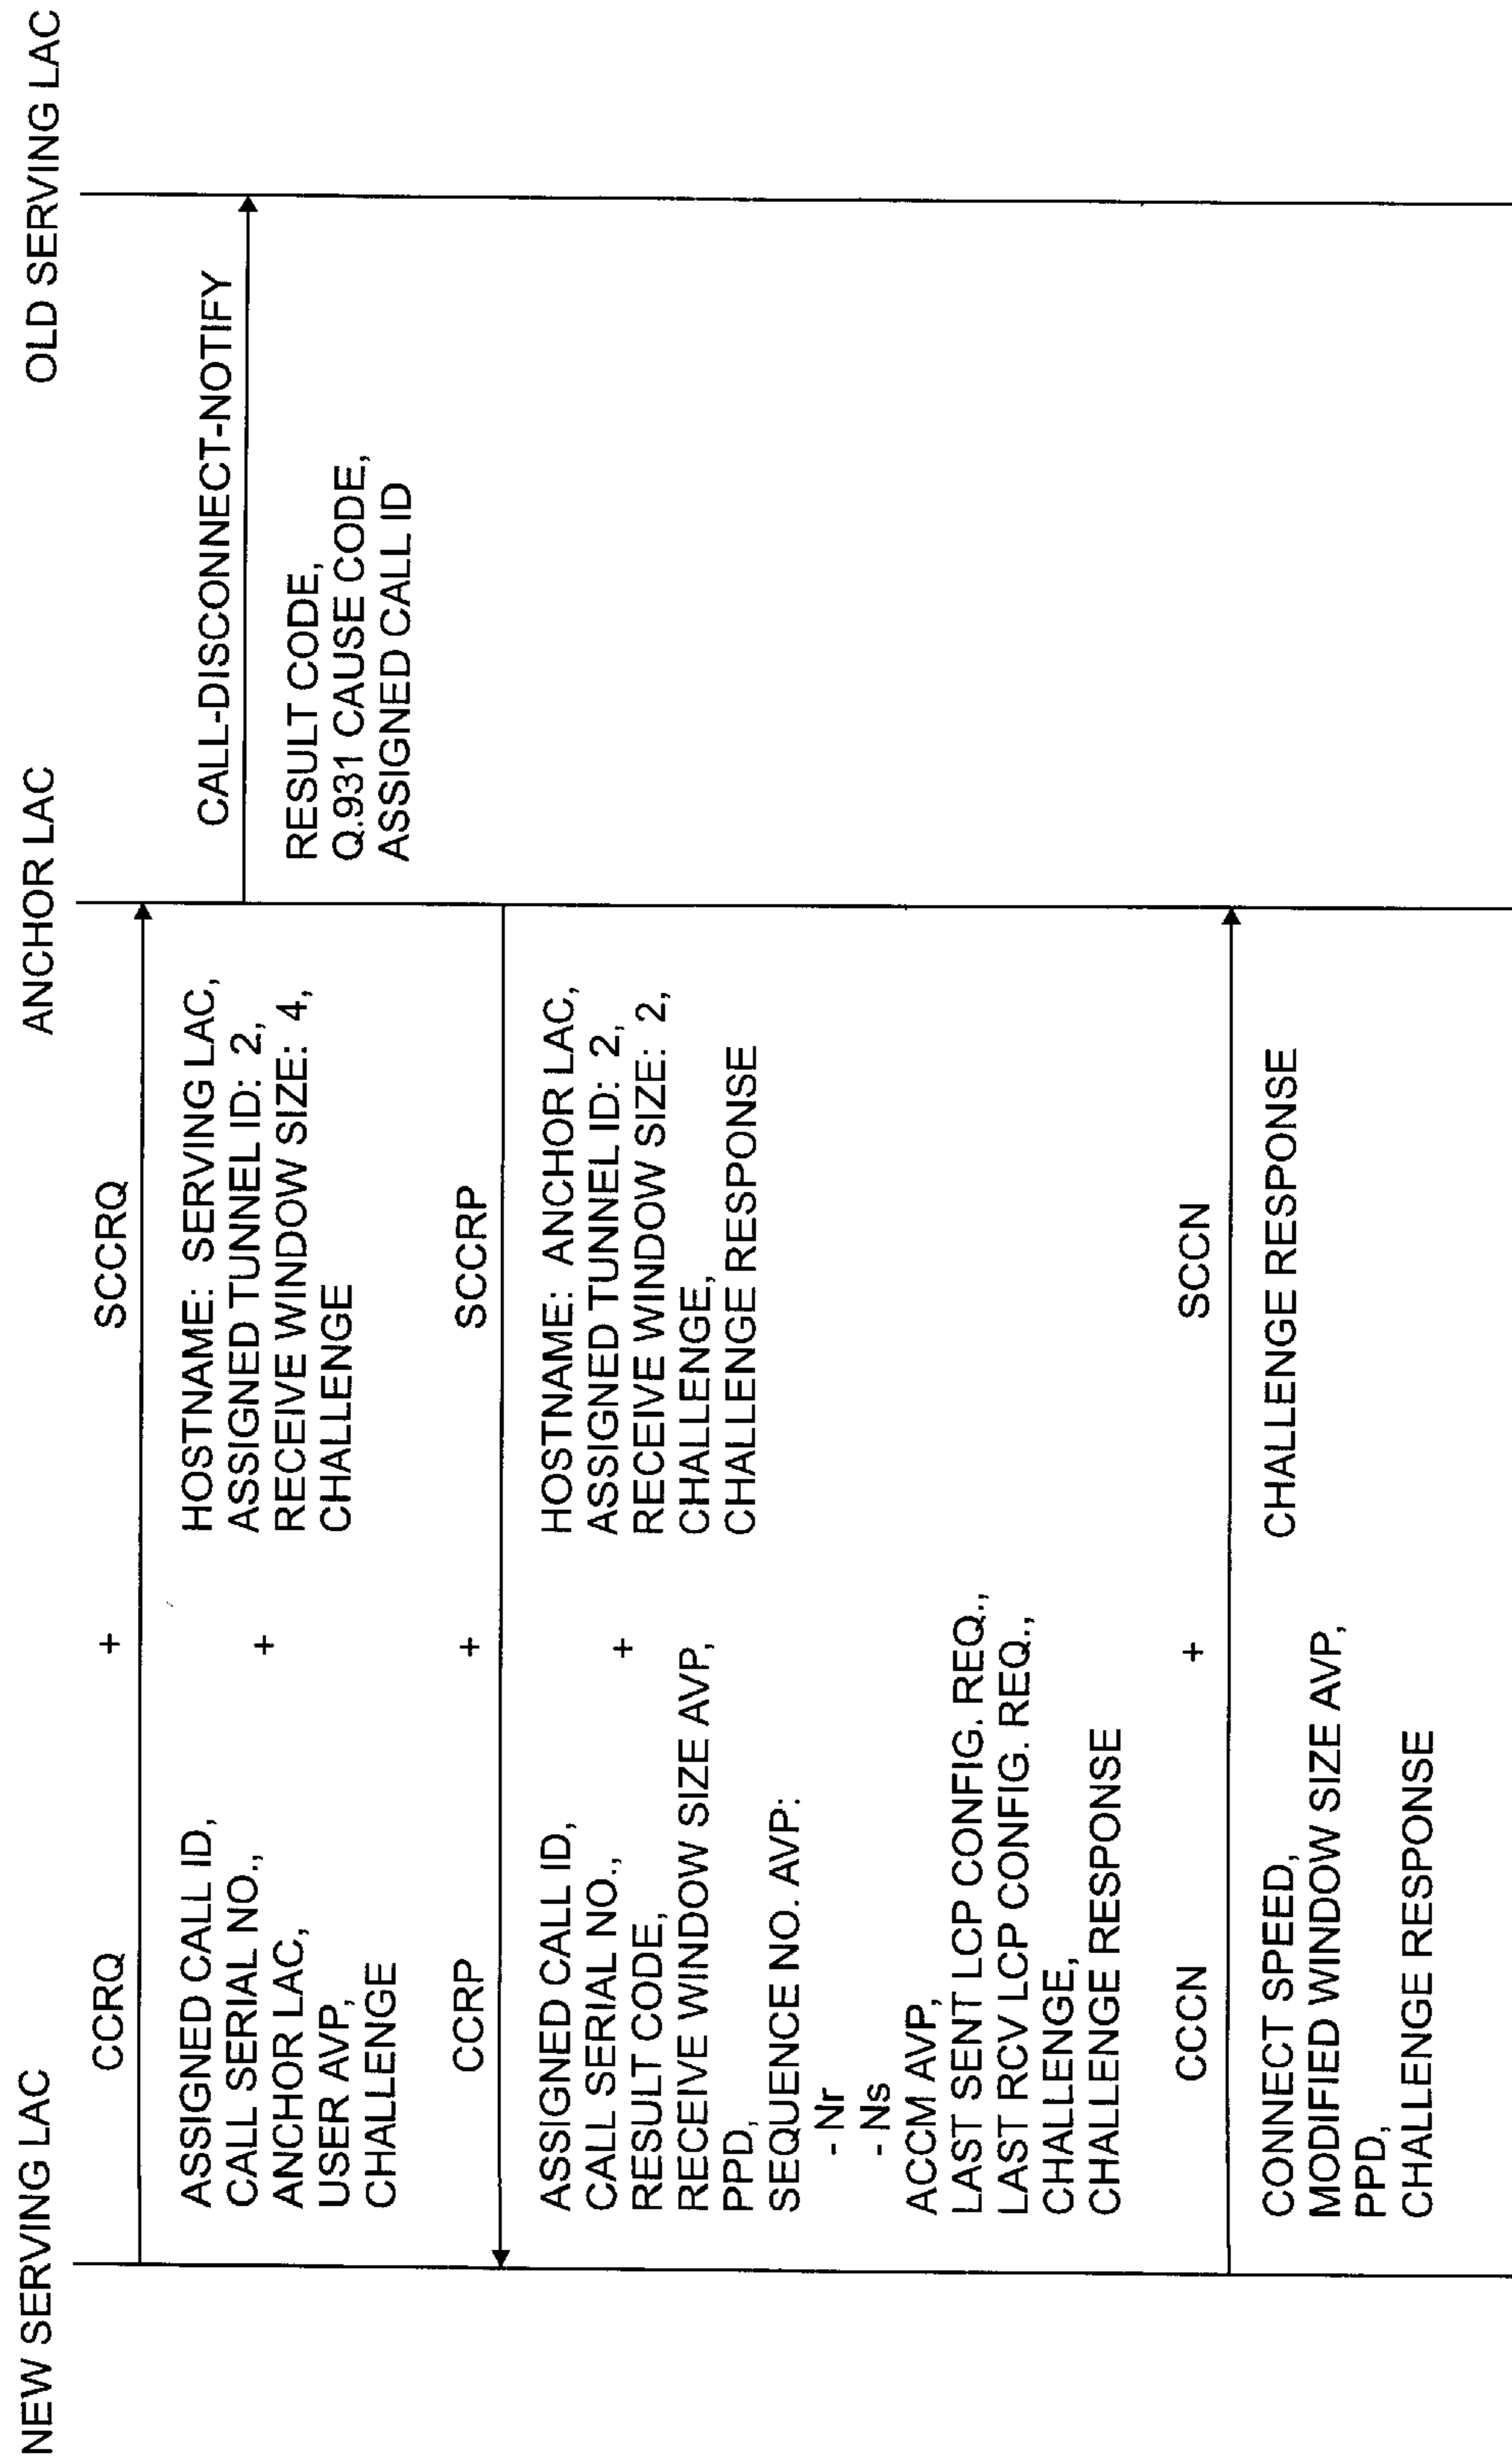 NEW SERVING LAC
ANCHOR LAC
OLD SERVING LAC
CCRQ + SCCRQ
ASSIGNED CALL ID,
CALL SERIAL NO.,
ANCHOR LAC,
USER AVP,
CHALLENGE
+
HOSTNAME: SERVING LAC,
ASSIGNED TUNNEL ID: 2,
RECEIVE WINDOW SIZE: 4,
CHALLENGE
CALL-DISCONNECT-NOTIFY
RESULT CODE,
Q.931 CAUSE CODE,
ASSIGNED CALL ID
CCRP + SCCRP
ASSIGNED CALL ID,
CALL SERIAL NO.,
RESULT CODE,
RECEIVE WINDOW SIZE AVP,
PPD,
SEQUENCE NO. AVP:
- Nr
- Ns
ACCM AVP,
LAST SENT LCP CONFIG. REQ.,
LAST RCV LCP CONFIG. REQ.,
CHALLENGE,
CHALLENGE RESPONSE
+
HOSTNAME: ANCHOR LAC,
ASSIGNED TUNNEL ID: 2,
RECEIVE WINDOW SIZE: 2,
CHALLENGE,
CHALLENGE RESPONSE
CCCN + SCCN
CONNECT SPEED,
MODIFIED WINDOW SIZE AVP,
PPD,
CHALLENGE RESPONSE
CHALLENGE RESPONSE